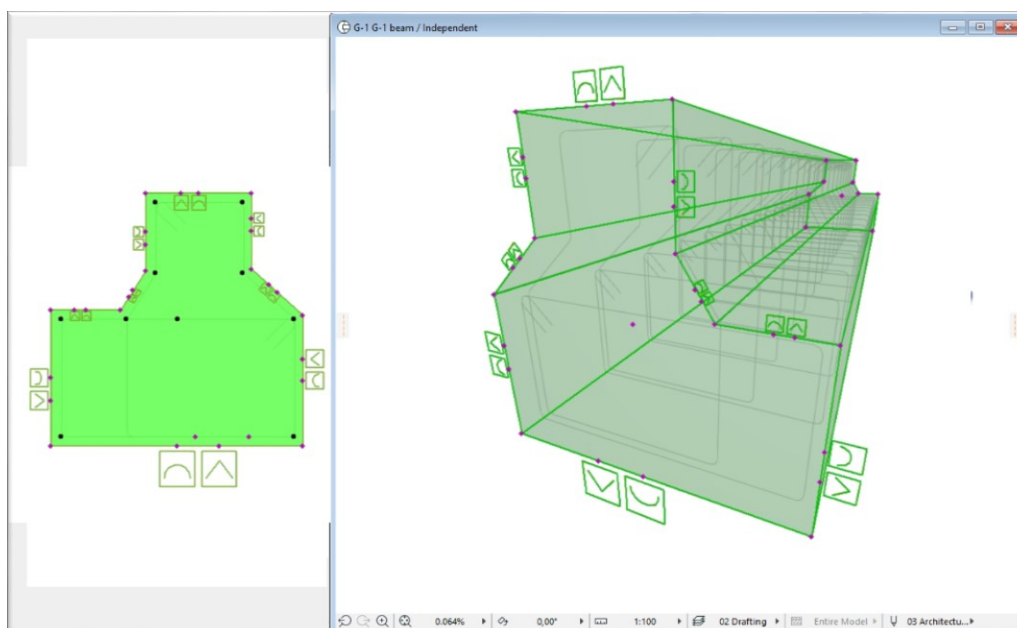 G-1 G-1 beam / Independent
0.064% 0,00° 1:100 02 Drafting Entire Model 03 Architectu...